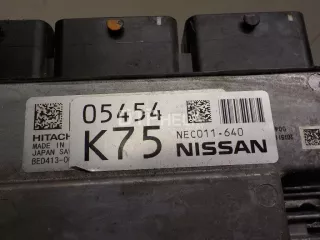 05454
HITACHI
K75
NEC011-640
MADE IN
JAPAN
NISSAN